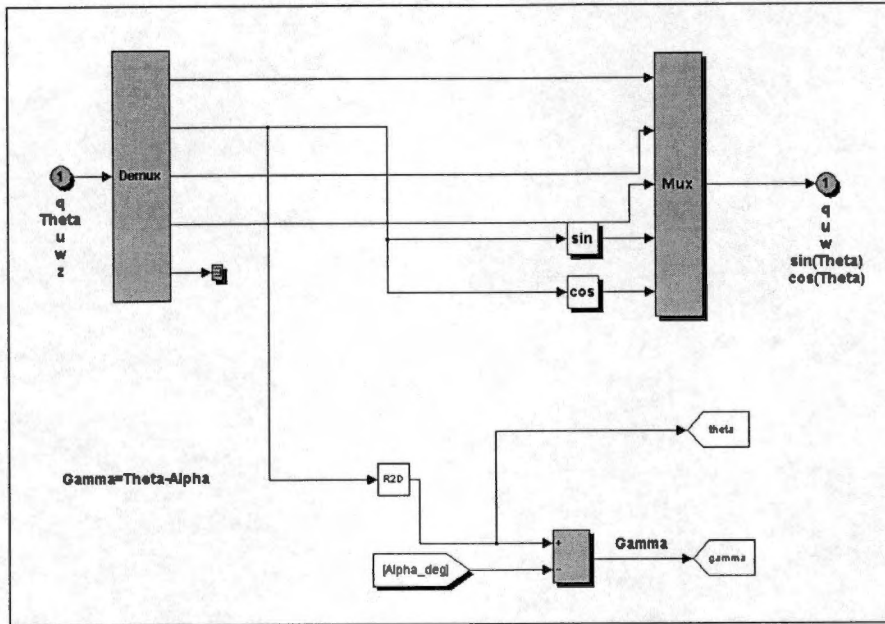 Demux
Mux
1
q
Theta
u
w
z
1
q
u
w
sin(Theta)
cos(Theta)
sin
cos
theta
Gamma=Theta-Alpha
R2D
+
−
[Alpha_deg]
Gamma
gamma